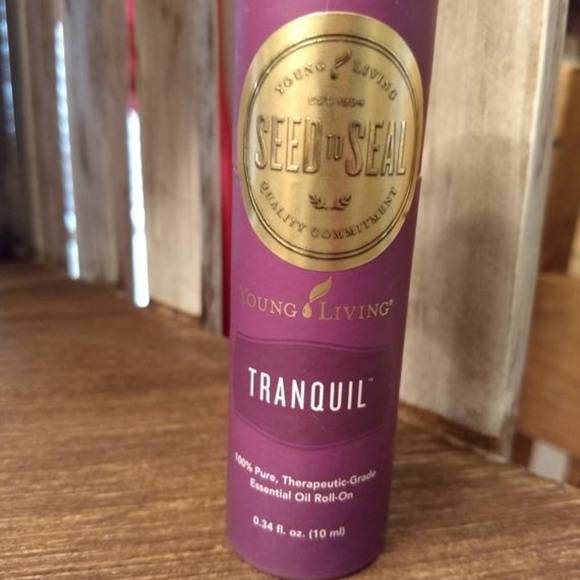 YOUNG LIVING
EST. 1994
SEED TO SEAL
QUALITY COMMITMENT
YOUNG LIVING®
TRANQUIL™
100% Pure, Therapeutic-Grade
Essential Oil Roll-On
0.34 fl. oz. (10 ml)